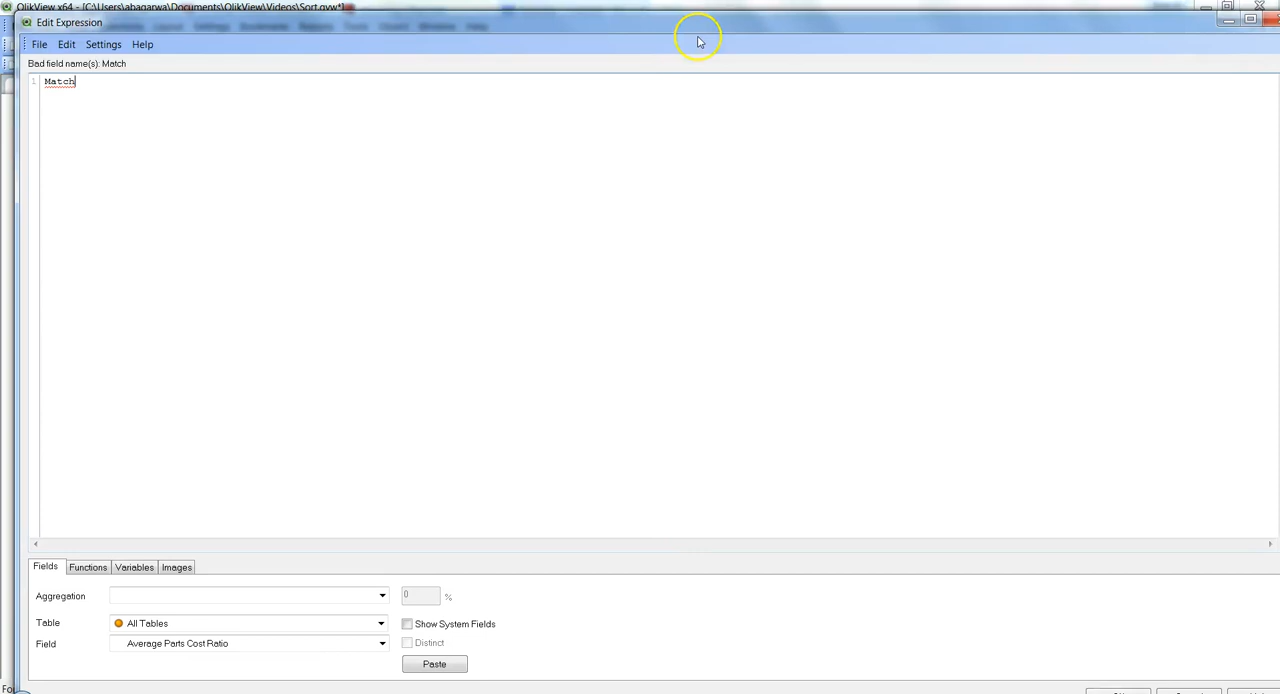 QlikView x64 - [C:\Users\abagarwa\Documents\QlikView\Videos\Sort.qvw*]
Edit Expression
File Edit Settings Help
Bad field name(s): Match
1 Match
Fields Functions Variables Images
Aggregation 0 %
Table All Tables Show System Fields
Field Average Parts Cost Ratio Distinct
Paste